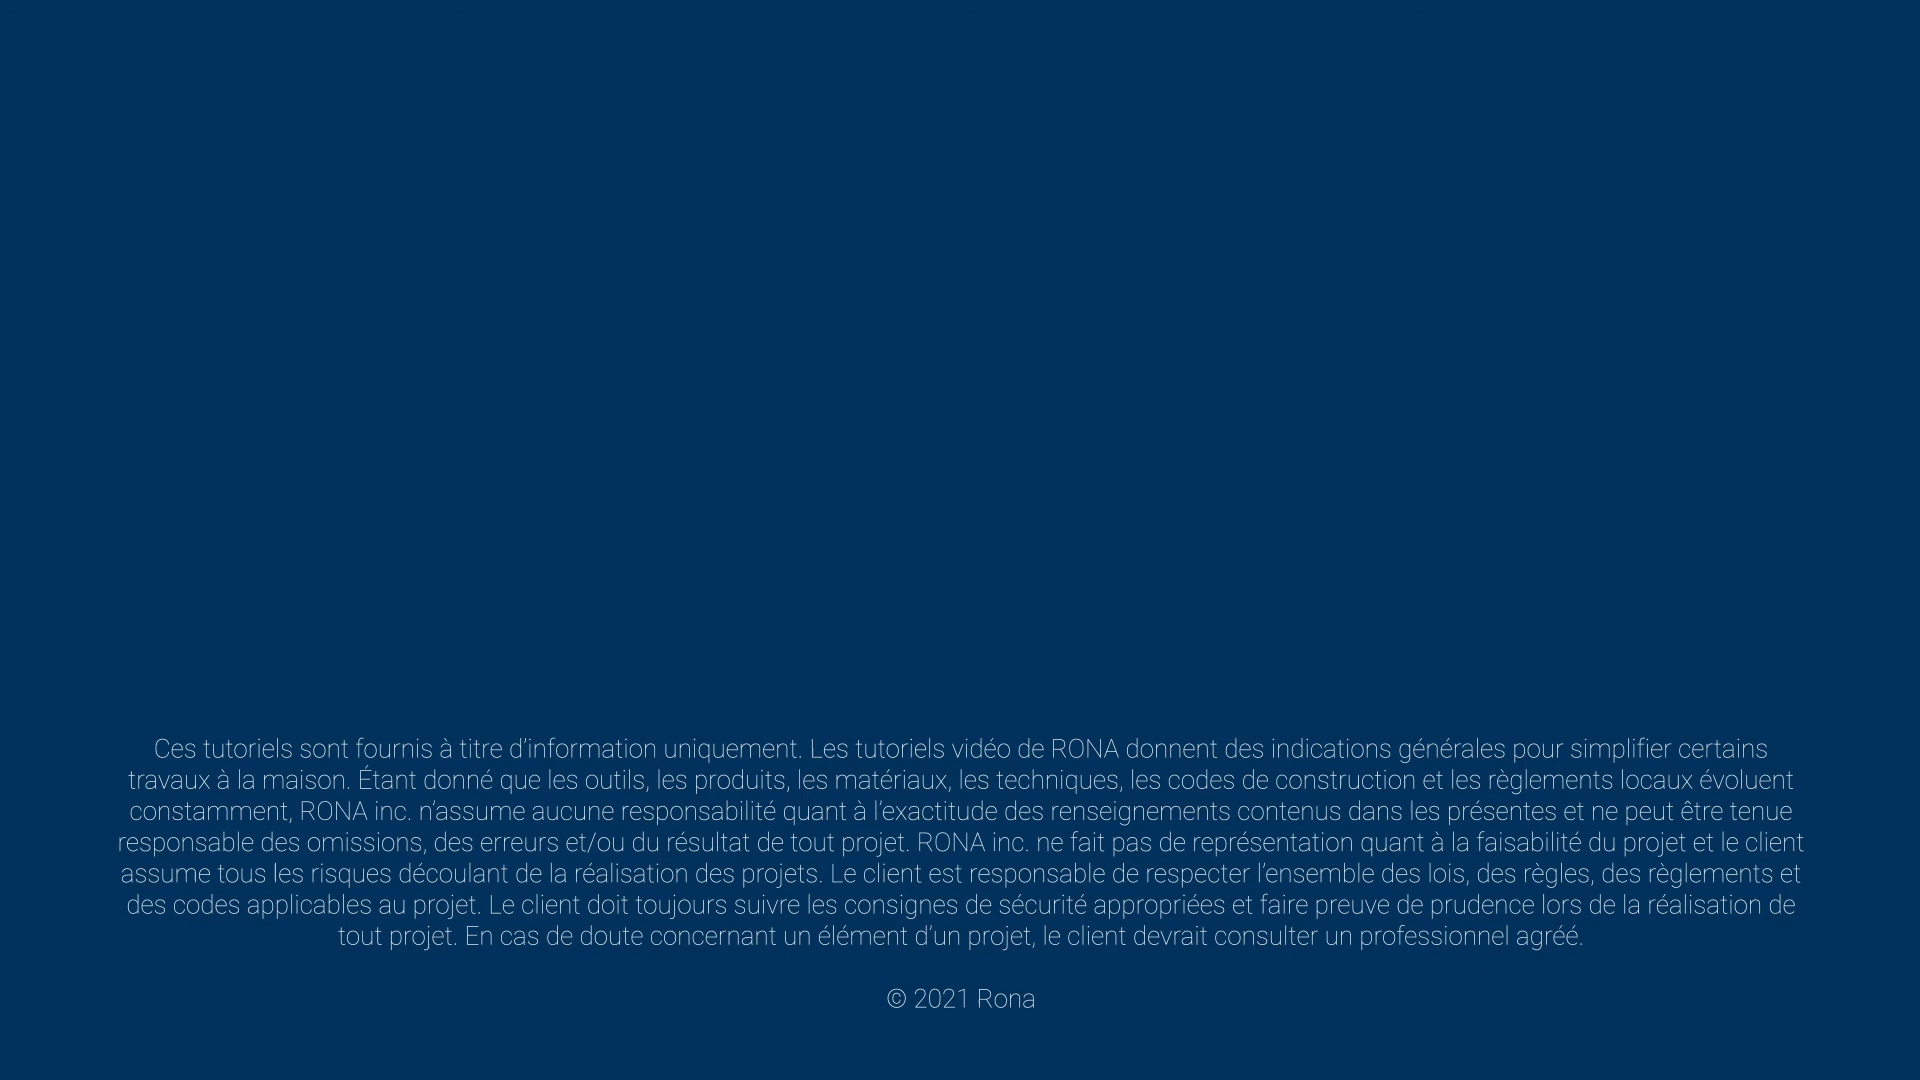 Ces tutoriels sont fournis à titre d’information uniquement. Les tutoriels vidéo de RONA donnent des indications générales pour simplifier certains
travaux à la maison. Étant donné que les outils, les produits, les matériaux, les techniques, les codes de construction et les règlements locaux évoluent
constamment, RONA inc. n’assume aucune responsabilité quant à l’exactitude des renseignements contenus dans les présentes et ne peut être tenue
responsable des omissions, des erreurs et/ou du résultat de tout projet. RONA inc. ne fait pas de représentation quant à la faisabilité du projet et le client
assume tous les risques découlant de la réalisation des projets. Le client est responsable de respecter l’ensemble des lois, des règles, des règlements et
des codes applicables au projet. Le client doit toujours suivre les consignes de sécurité appropriées et faire preuve de prudence lors de la réalisation de
tout projet. En cas de doute concernant un élément d’un projet, le client devrait consulter un professionnel agréé.
© 2021 Rona